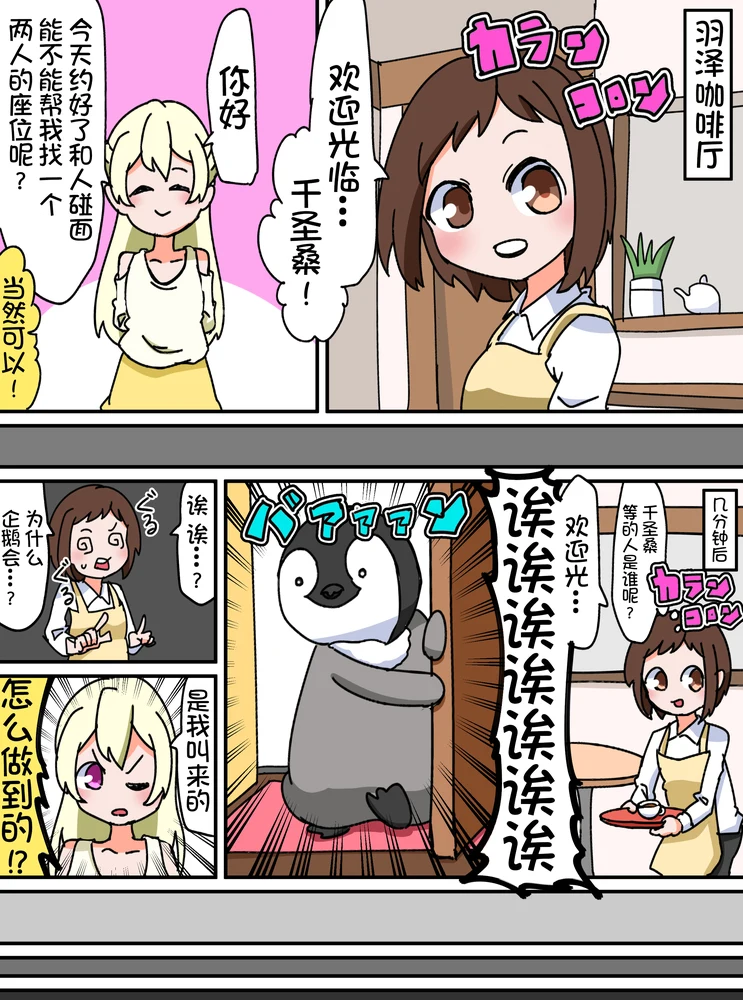 羽泽咖啡厅
カラン
コロン
欢迎光临…
千圣桑！
你好
今天约好了和人碰面
能不能帮我找一个
两人的座位呢？
当然可以！
几分钟后
千圣桑
等的人是谁呢？
カラン
コロン
欢迎光…
诶诶诶诶诶诶诶
バァァァン
诶诶…？
ぐる
ぐる
为什么
企鹅会…？
是我叫来的
怎么做到的！？